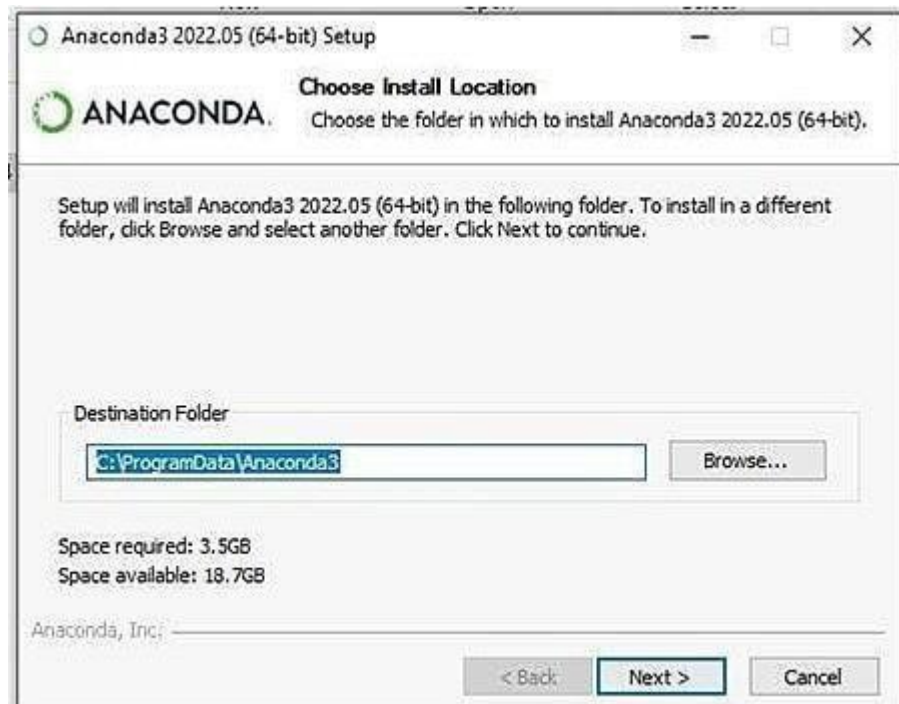 Anaconda3 2022.05 (64-bit) Setup
ANACONDA.
Choose Install Location
Choose the folder in which to install Anaconda3 2022.05 (64-bit).
Setup will install Anaconda3 2022.05 (64-bit) in the following folder. To install in a different
folder, click Browse and select another folder. Click Next to continue.
Destination Folder
C:\ProgramData\Anaconda3
Browse...
Space required: 3.5GB
Space available: 18.7GB
Anaconda, Inc.
< Back
Next >
Cancel